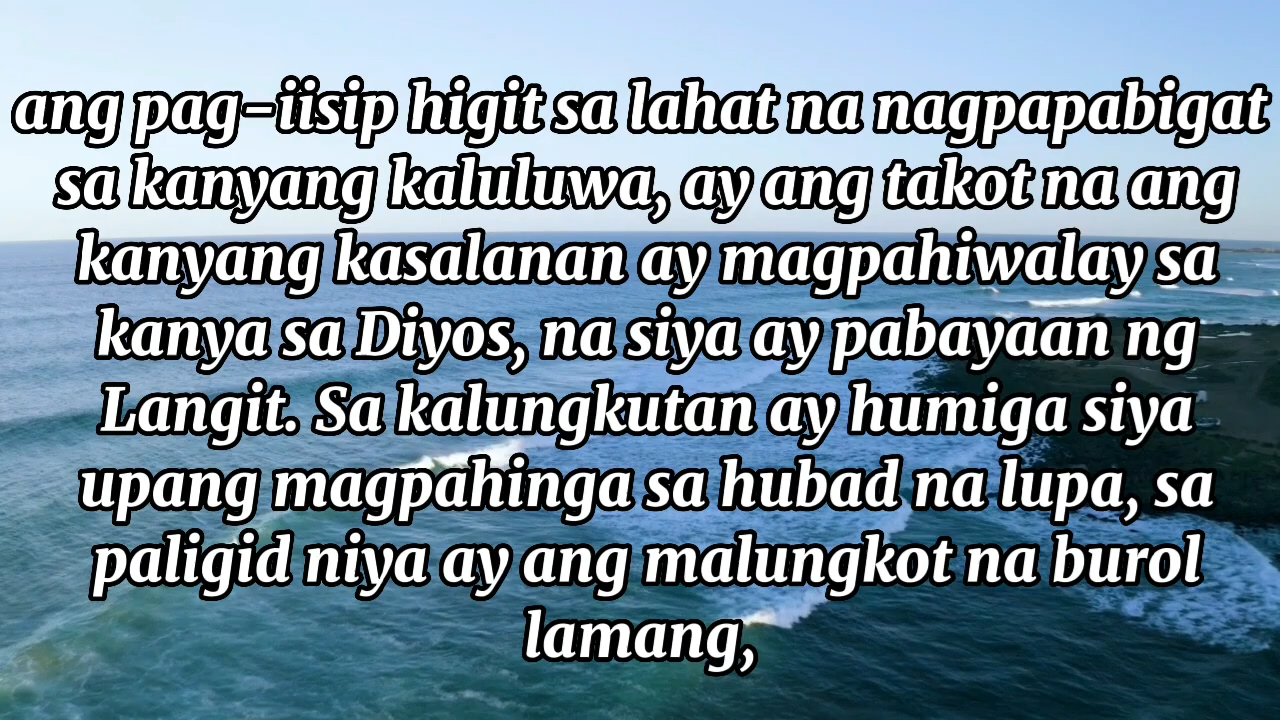 ang pag-iisip higit sa lahat na nagpapabigat
sa kanyang kaluluwa, ay ang takot na ang
kanyang kasalanan ay magpahiwalay sa
kanya sa Diyos, na siya ay pabayaan ng
Langit. Sa kalungkutan ay humiga siya
upang magpahinga sa hubad na lupa, sa
paligid niya ay ang malungkot na burol
lamang,